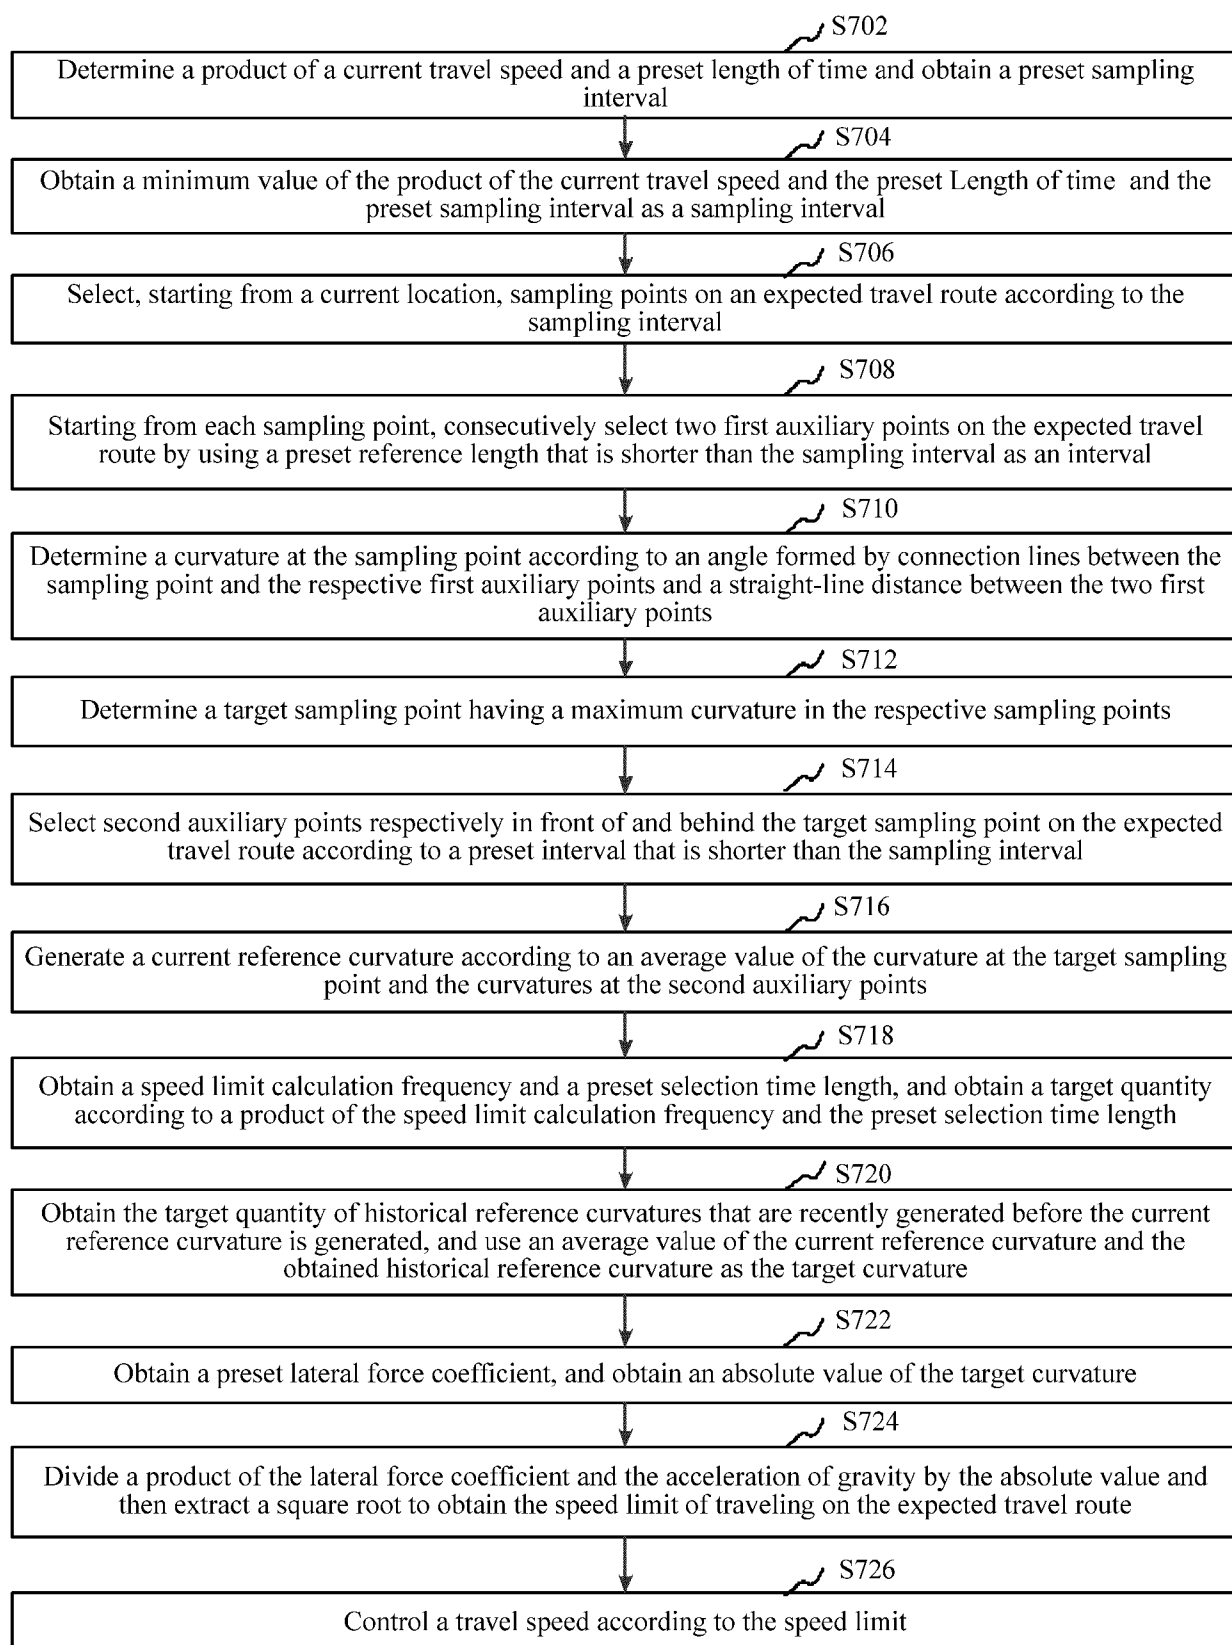 S702
Determine a product of a current travel speed and a preset length of time and obtain a preset sampling
interval
S704
Obtain a minimum value of the product of the current travel speed and the preset Length of time and the
preset sampling interval as a sampling interval
S706
Select, starting from a current location, sampling points on an expected travel route according to the
sampling interval
S708
Starting from each sampling point, consecutively select two first auxiliary points on the expected travel
route by using a preset reference length that is shorter than the sampling interval as an interval
S710
Determine a curvature at the sampling point according to an angle formed by connection lines between the
sampling point and the respective first auxiliary points and a straight-line distance between the two first
auxiliary points
S712
Determine a target sampling point having a maximum curvature in the respective sampling points
S714
Select second auxiliary points respectively in front of and behind the target sampling point on the expected
travel route according to a preset interval that is shorter than the sampling interval
S716
Generate a current reference curvature according to an average value of the curvature at the target sampling
point and the curvatures at the second auxiliary points
S718
Obtain a speed limit calculation frequency and a preset selection time length, and obtain a target quantity
according to a product of the speed limit calculation frequency and the preset selection time length
S720
Obtain the target quantity of historical reference curvatures that are recently generated before the current
reference curvature is generated, and use an average value of the current reference curvature and the
obtained historical reference curvature as the target curvature
S722
Obtain a preset lateral force coefficient, and obtain an absolute value of the target curvature
S724
Divide a product of the lateral force coefficient and the acceleration of gravity by the absolute value and
then extract a square root to obtain the speed limit of traveling on the expected travel route
S726
Control a travel speed according to the speed limit